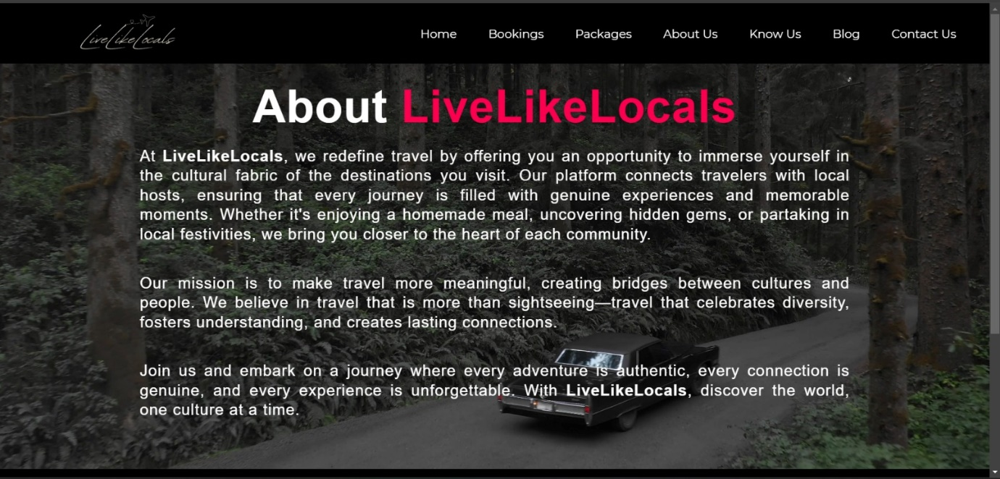 LiveLikeLocals
Home Bookings Packages About Us Know Us Blog Contact Us
About LiveLikeLocals
At LiveLikeLocals, we redefine travel by offering you an opportunity to immerse yourself in
the cultural fabric of the destinations you visit. Our platform connects travelers with local
hosts, ensuring that every journey is filled with genuine experiences and memorable
moments. Whether it's enjoying a homemade meal, uncovering hidden gems, or partaking in
local festivities, we bring you closer to the heart of each community.
Our mission is to make travel more meaningful, creating bridges between cultures and
people. We believe in travel that is more than sightseeing—travel that celebrates diversity,
fosters understanding, and creates lasting connections.
Join us and embark on a journey where every adventure is authentic, every connection is
genuine, and every experience is unforgettable. With LiveLikeLocals, discover the world,
one culture at a time.